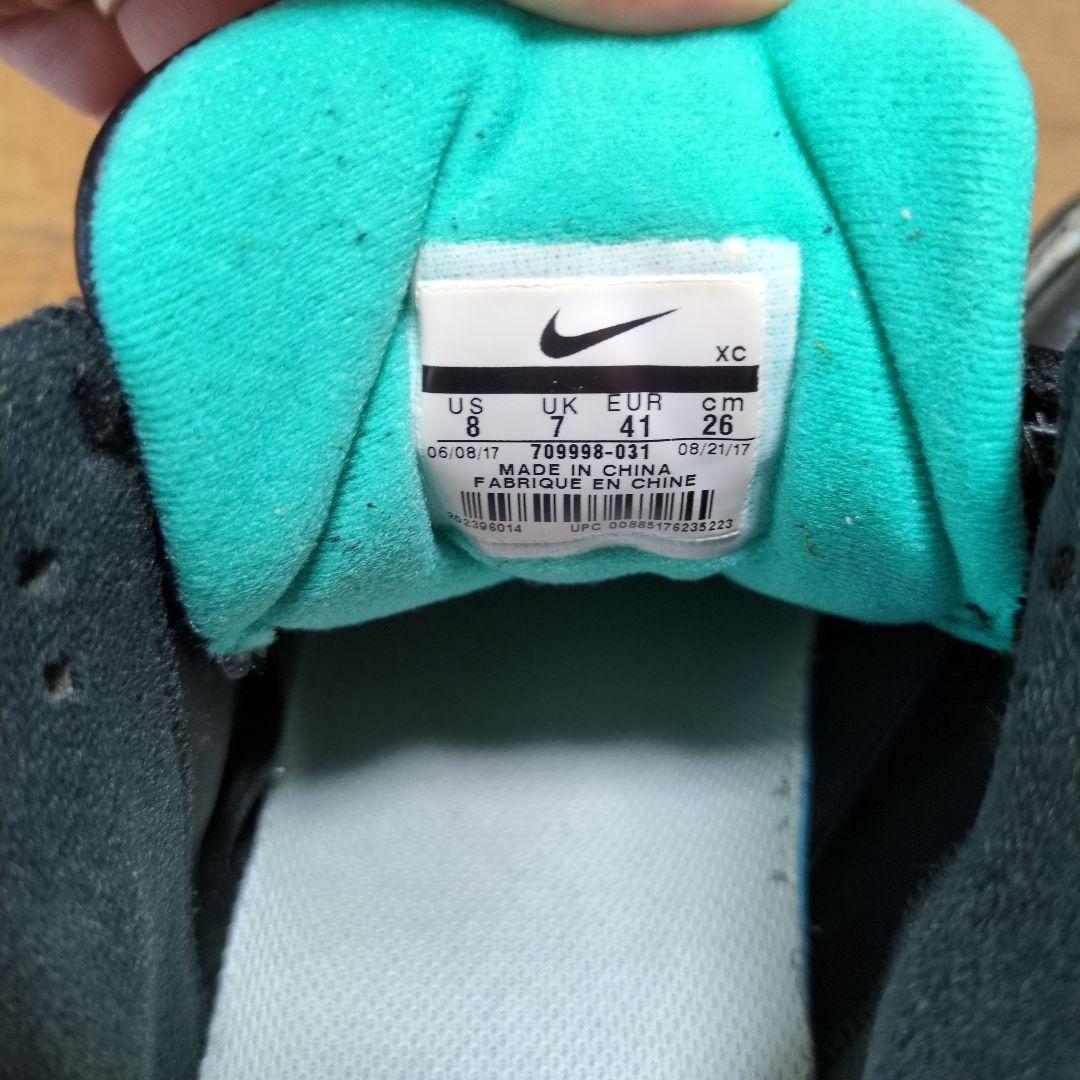 XC
US UK EUR cm
8 7 41 26
06/08/17 709998-031 08/21/17
MADE IN CHINA
FABRIQUE EN CHINE
202396014 UPC 00885176235223